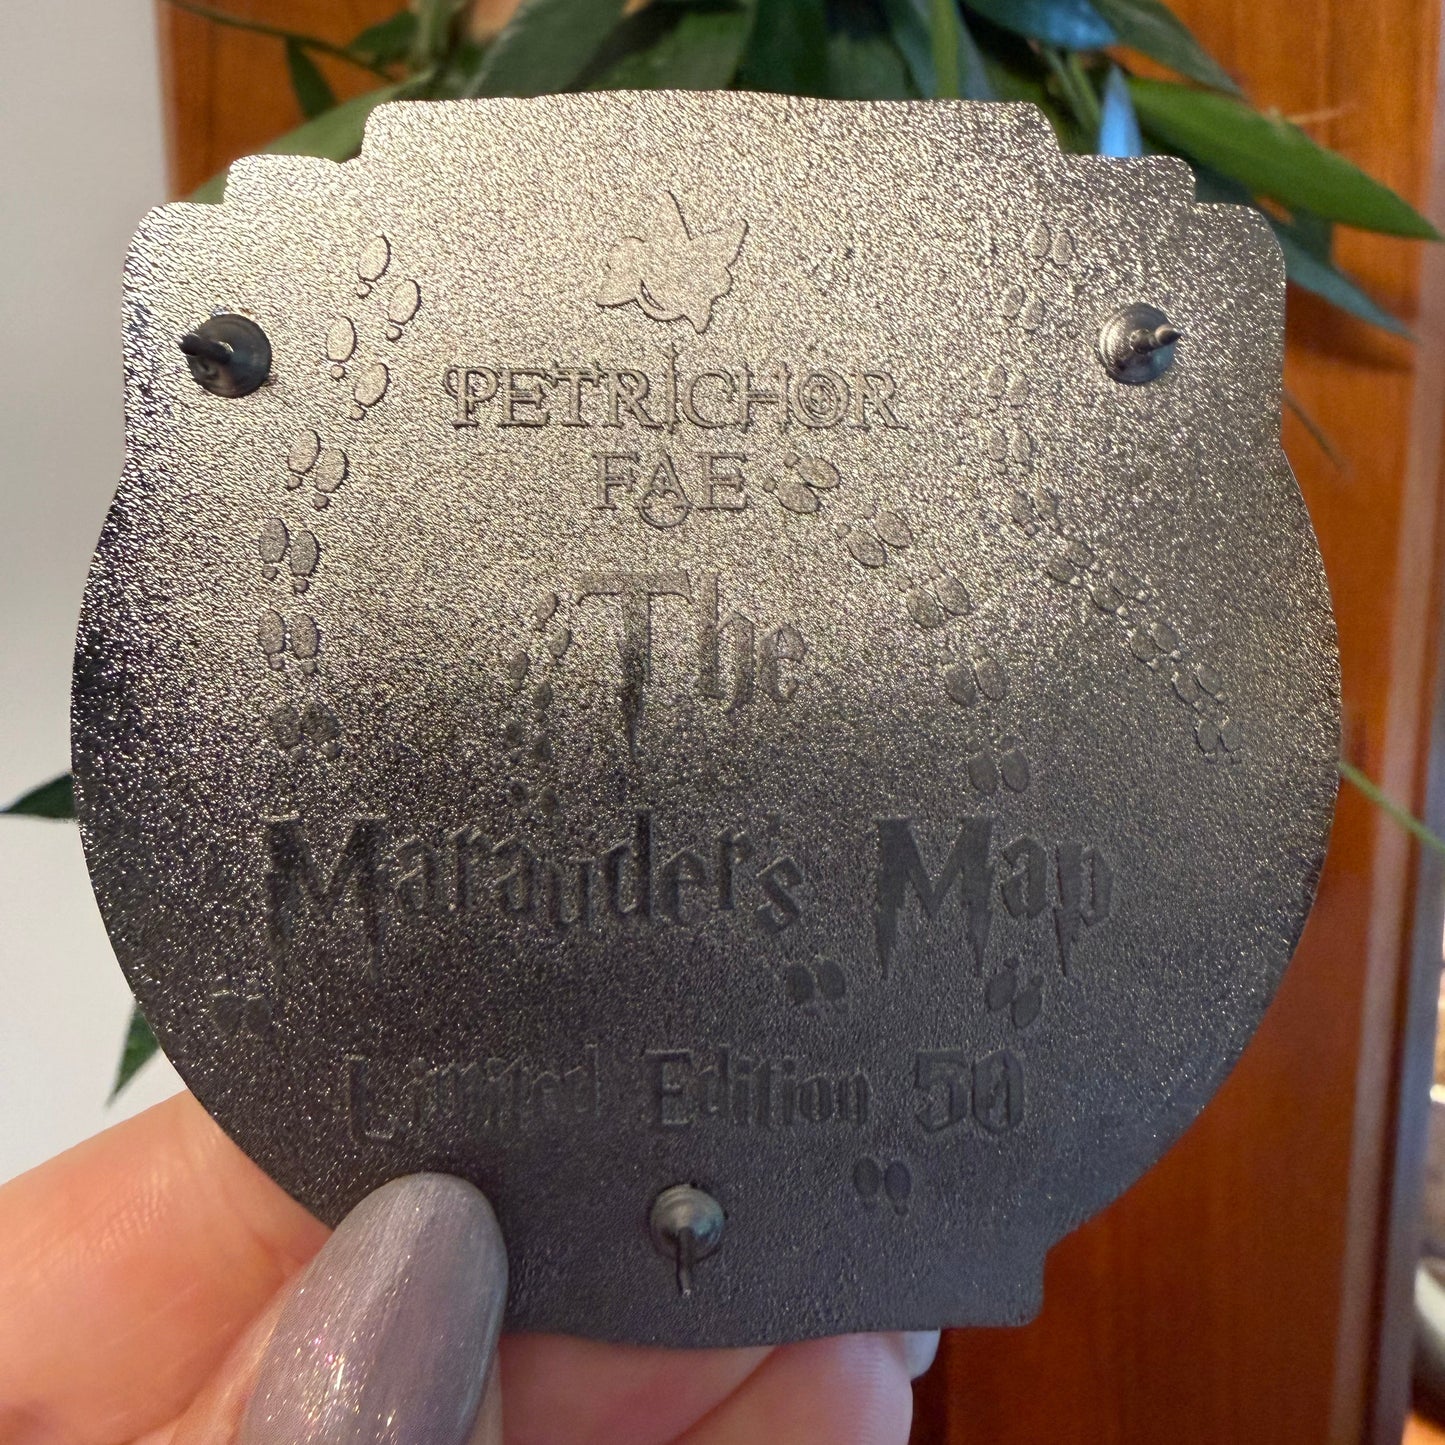 PETRICHOR
FAE
The
Marauder's Map
Limited Edition 50